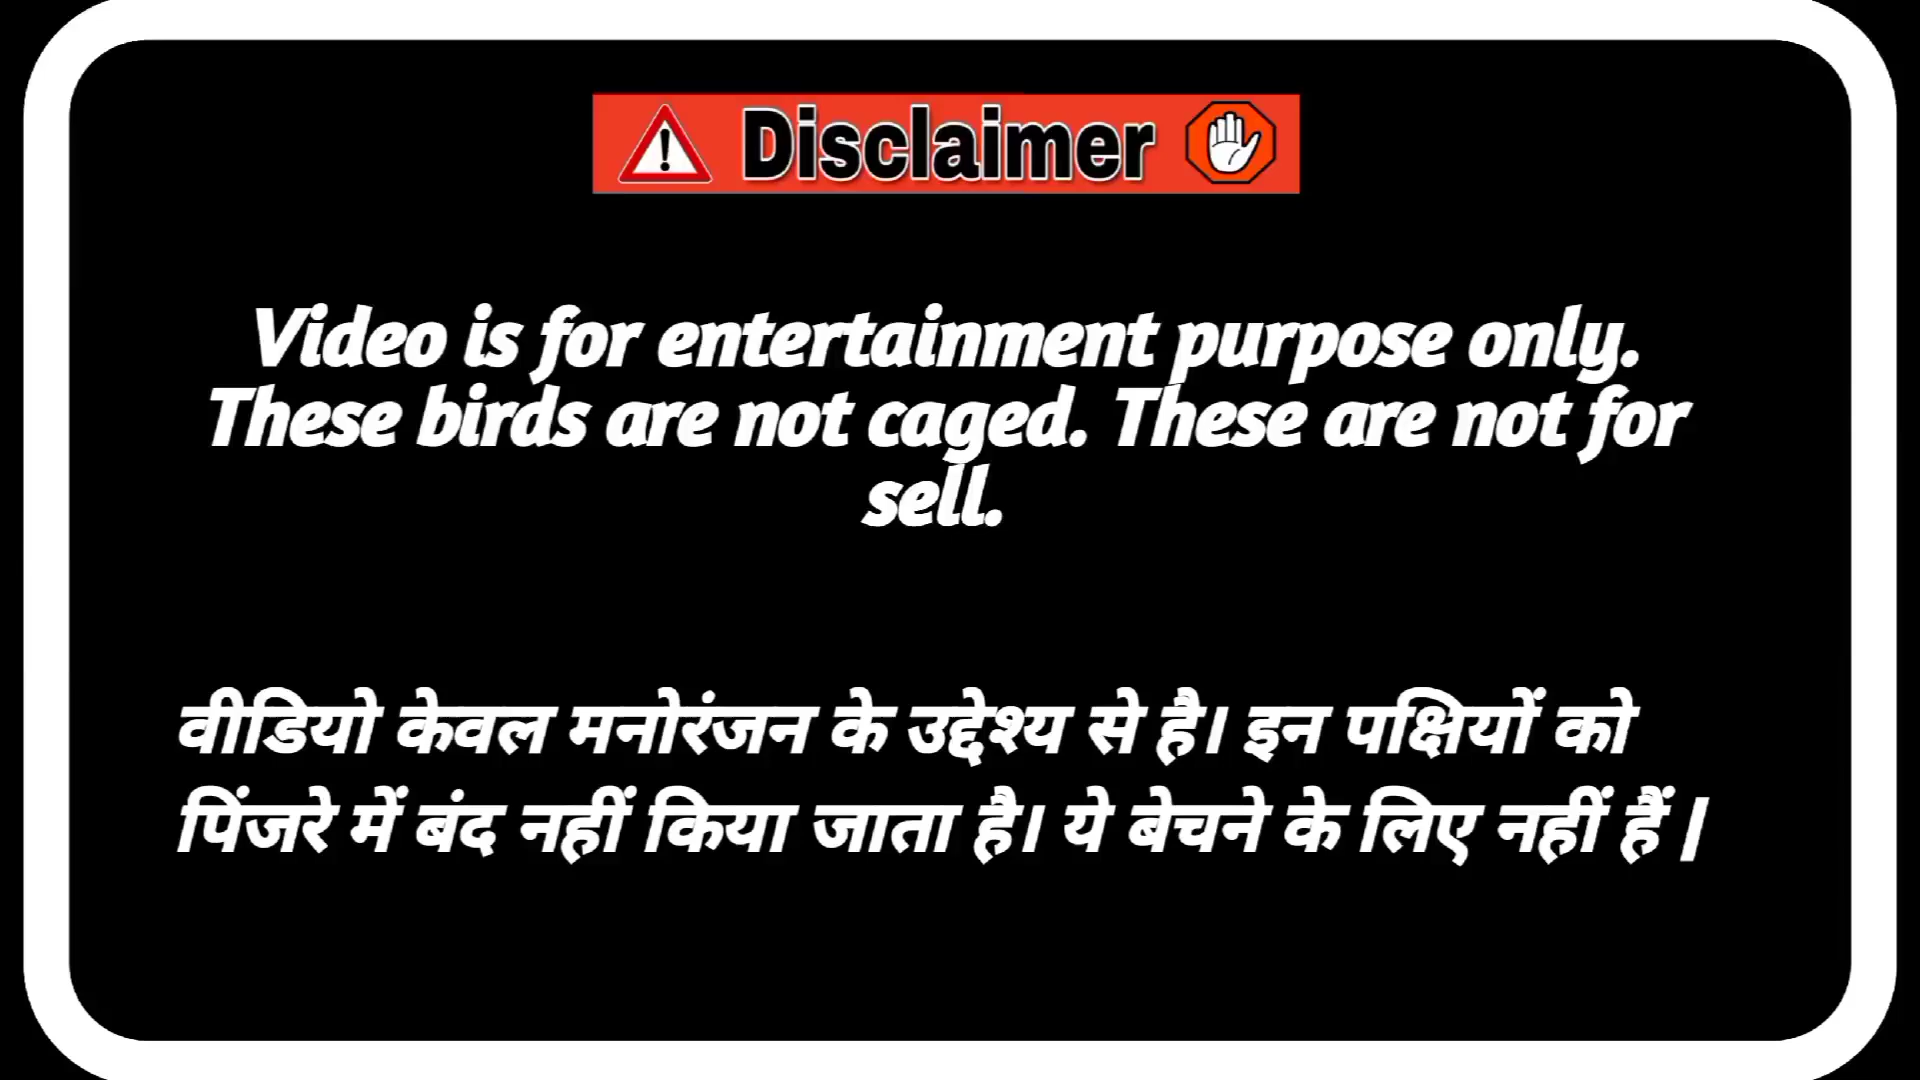 Disclaimer
Video is for entertainment purpose only.
These birds are not caged. These are not for
sell.
वीडियो केवल मनोरंजन के उद्देश्य से है। इन पक्षियों को
पिंजरे में बंद नहीं किया जाता है। ये बेचने के लिए नहीं हैं |